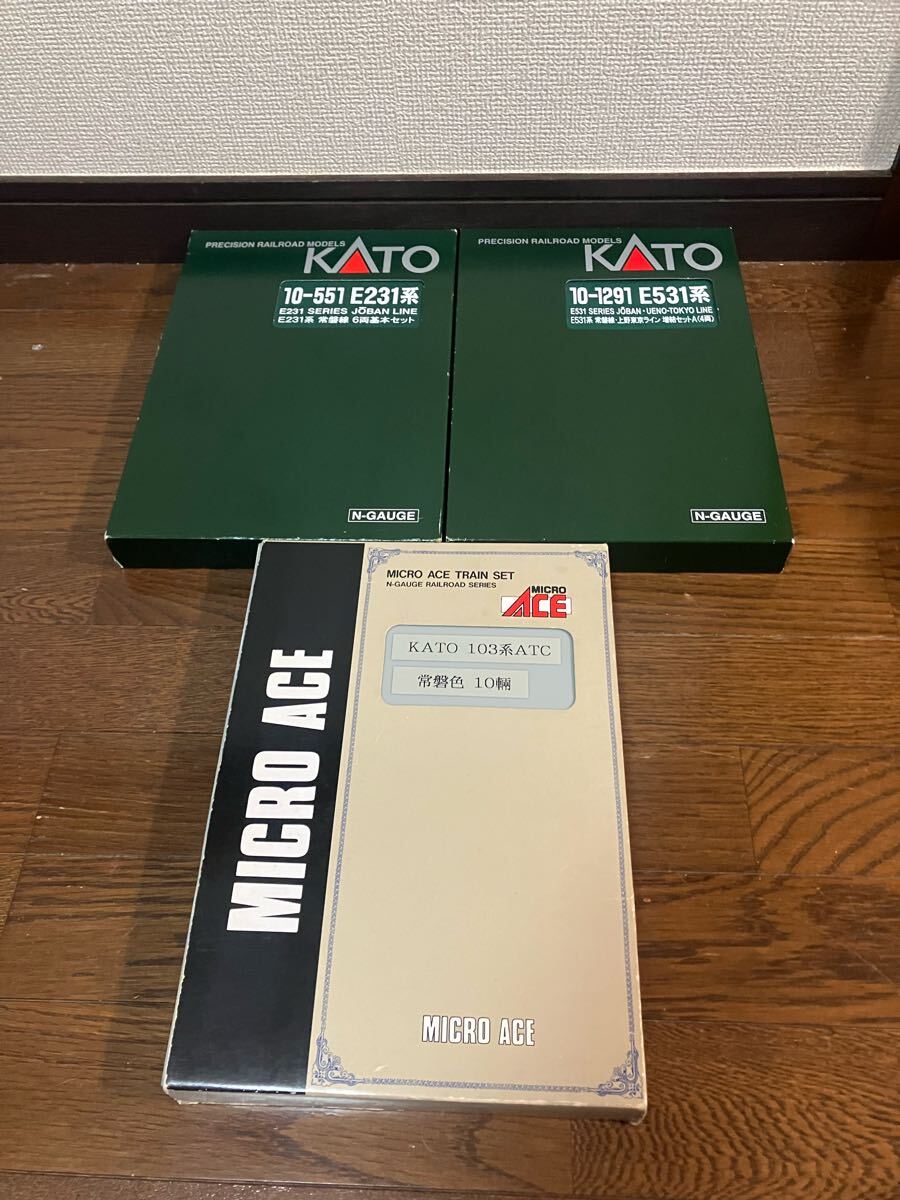 PRECISION RAILROAD MODELS
KATO
10-551 E231系
E231 SERIES JŌBAN LINE
E231系 常磐線 6両基本セット
N-GAUGE
PRECISION RAILROAD MODELS
KATO
10-1291 E531系
E531 SERIES JŌBAN・UENO-TOKYO LINE
E531系 常磐線・上野東京ライン 増結セットA(4両)
N-GAUGE
MICRO ACE
MICRO ACE TRAIN SET
N-GAUGE RAILROAD SERIES
MICRO
ACE
KATO 103系ATC
常磐色 10輛
MICRO ACE